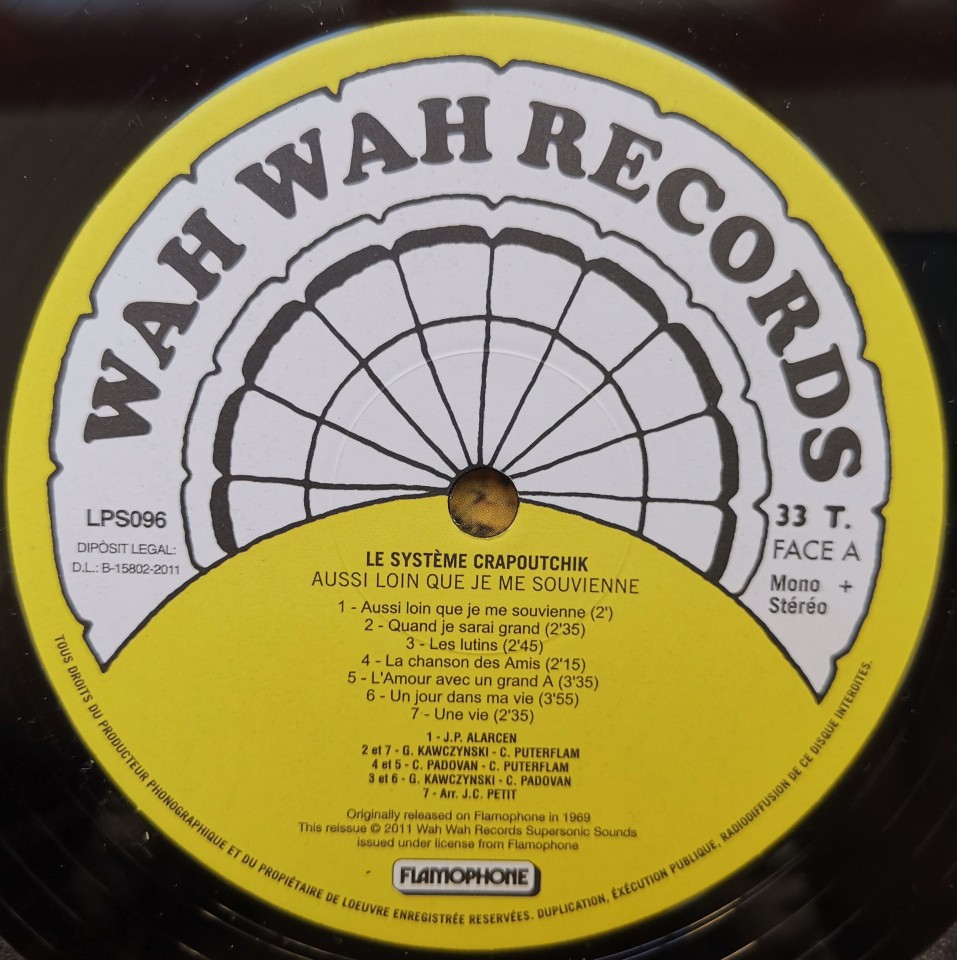 WAH WAH RECORDS
LPS096
DIPÒSIT LEGAL:
D.L.: B-15802-2011
33 T.
FACE A
Mono +
Stéréo
LE SYSTÈME CRAPOUTCHIK
AUSSI LOIN QUE JE ME SOUVIENNE
1 - Aussi loin que je me souvienne (2')
2 - Quand je sarai grand (2'35)
3 - Les lutins (2'45)
4 - La chanson des Amis (2'15)
5 - L'Amour avec un grand A (3'35)
6 - Un jour dans ma vie (3'55)
7 - Une vie (2'35)
1 - J.P. ALARCEN
2 et 7 - G. KAWCZYNSKI - C. PUTERFLAM
4 et 5 - C. PADOVAN - C. PUTERFLAM
3 et 6 - G. KAWCZYNSKI - C. PADOVAN
7 - Arr. J.C. PETIT
Originally released on Flamophone in 1969
This reissue © 2011 Wah Wah Records Supersonic Sounds
issued under license from Flamophone
FLAMOPHONE
TOUS DROITS DU PRODUCTEUR PHONOGRAPHIQUE ET DU PROPIÉTAIRE DE LOEUVRE ENREGISTRÉE RESERVÉES. DUPLICATION, ÉXÉCUTION PUBLIQUE, RADIODIFFUSION DE CE DISQUE INTERDITES.